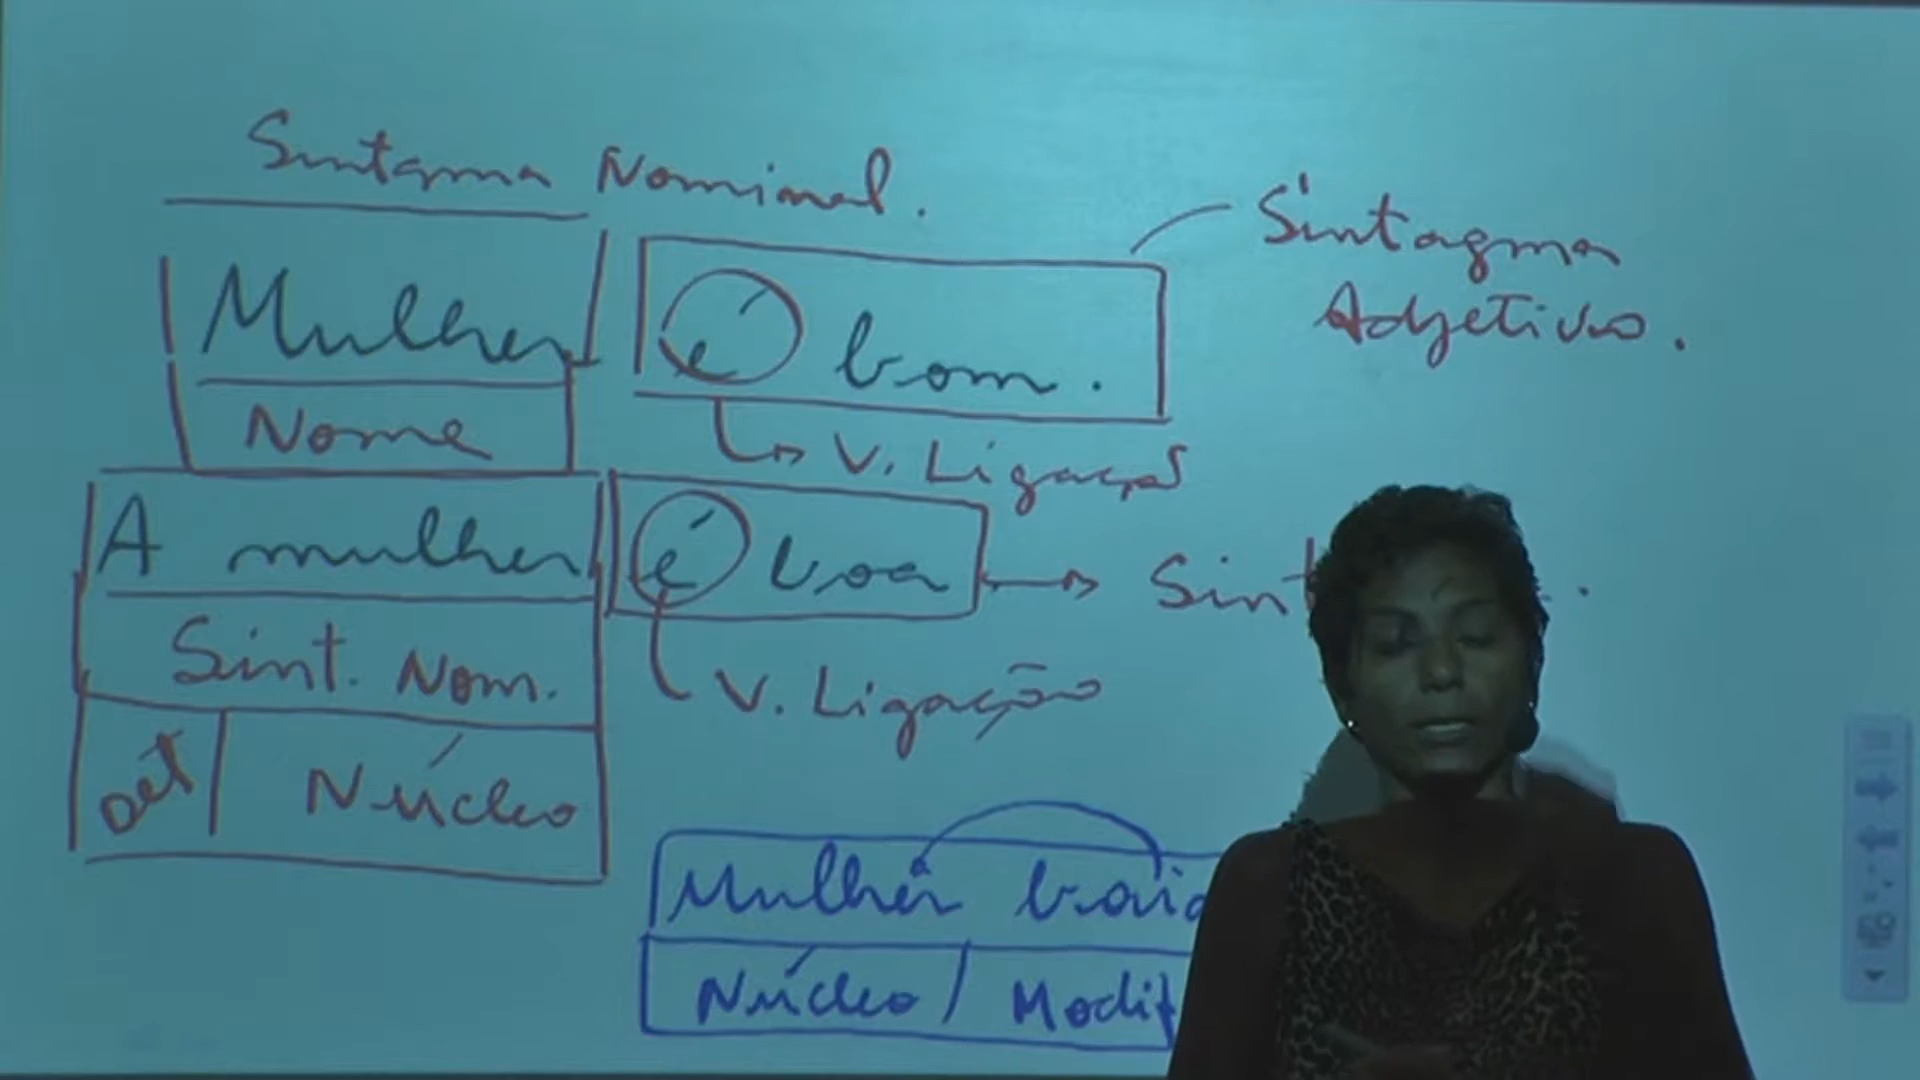 Sintagma Nominal.
Sintagma
Adjetivo.
Mulher é bom.
Nome
V. Ligação
A mulher é boa
Sint. Nom.
V. Ligação
Det Núcleo
Mulher
Núcleo